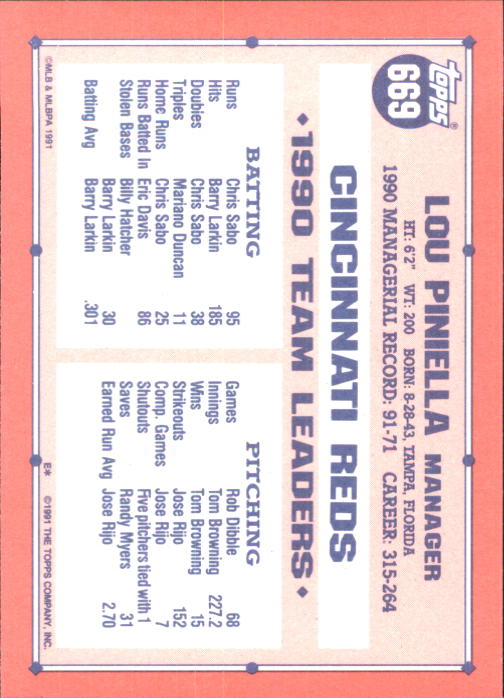 topps®
669
LOU PINIELLA MANAGER
HT: 6'2" WT: 200 BORN: 8-28-43, TAMPA, FLORIDA
1990 MANAGERIAL RECORD: 91-71 CAREER: 315-264
CINCINNATI REDS
♦1990 TEAM LEADERS♦
BATTING
Runs Chris Sabo 95
Hits Barry Larkin 185
Doubles Chris Sabo 38
Triples Mariano Duncan 11
Home Runs Chris Sabo 25
Runs Batted In Eric Davis 86
Stolen Bases Billy Hatcher
Barry Larkin 30
Batting Avg Barry Larkin .301
PITCHING
Games Rob Dibble 68
Innings Tom Browning 227.2
Wins Tom Browning 15
Strikeouts Jose Rijo 152
Comp. Games Jose Rijo 7
Shutouts Five pitchers tied with 1
Saves Randy Myers 31
Earned Run Avg Jose Rijo 2.70
©MLB & MLBPA 1991
E* ©1991 THE TOPPS COMPANY, INC.